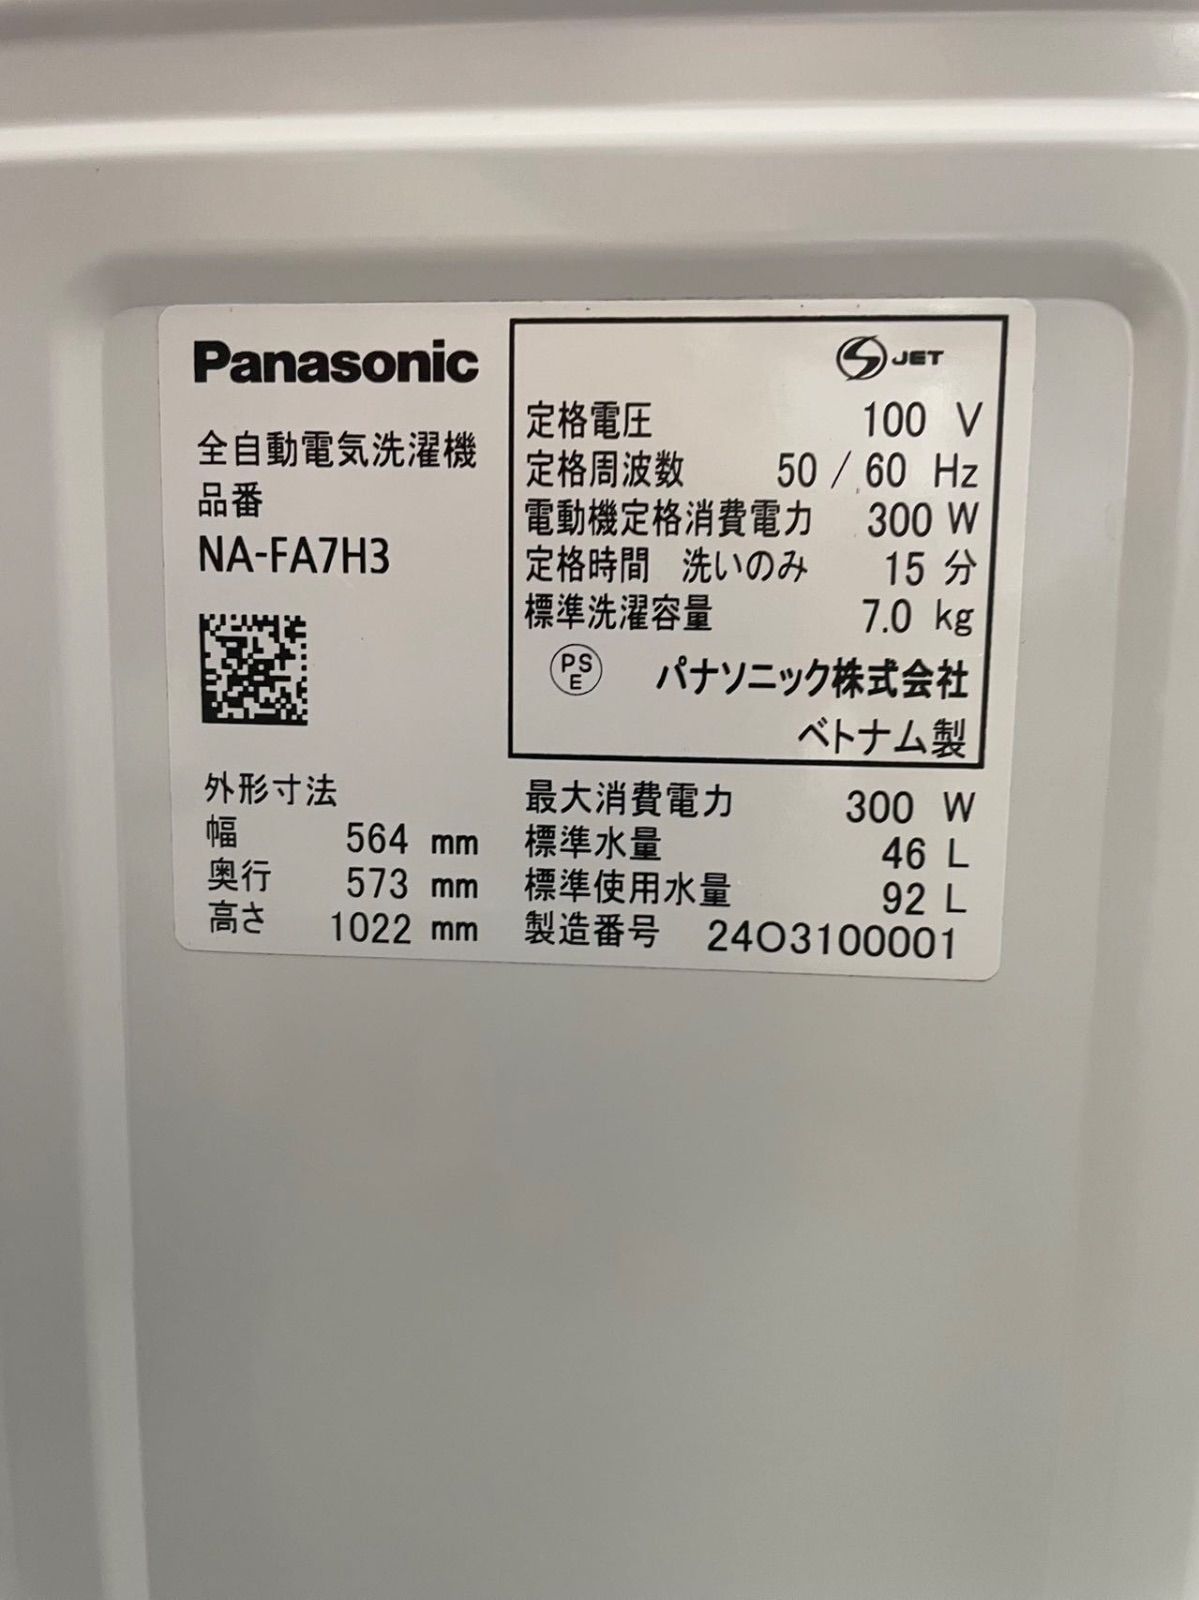 Panasonic
全自動電気洗濯機
品番
NA-FA7H3
外形寸法
幅 564 mm
奥行 573 mm
高さ 1022 mm
S JET
定格電圧 100 V
定格周波数 50 / 60 Hz
電動機定格消費電力 300 W
定格時間 洗いのみ 15 分
標準洗濯容量 7.0 kg
PS E パナソニック株式会社
ベトナム製
最大消費電力 300 W
標準水量 46 L
標準使用水量 92 L
製造番号 24O3100001